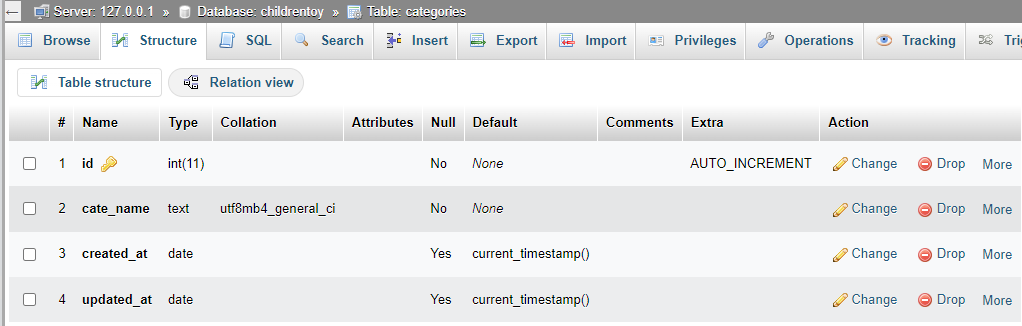 Server: 127.0.0.1 » Database: childrentoy » Table: categories
Browse Structure SQL Search Insert Export Import Privileges Operations Tracking
Table structure Relation view
# Name Type Collation Attributes Null Default Comments Extra Action
1 id int(11) No None AUTO_INCREMENT Change Drop More
2 cate_name text utf8mb4_general_ci No None Change Drop More
3 created_at date Yes current_timestamp() Change Drop More
4 updated_at date Yes current_timestamp() Change Drop More